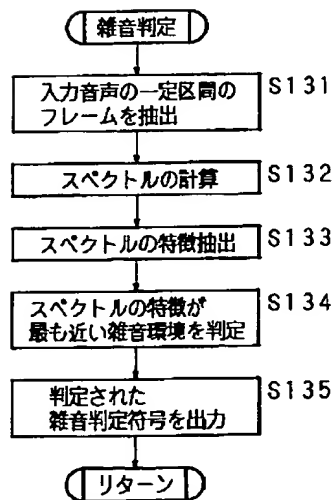 雑音判定
入力音声の一定区間の
フレームを抽出
S131
スペクトルの計算
S132
スペクトルの特徴抽出
S133
スペクトルの特徴が
最も近い雑音環境を判定
S134
判定された
雑音判定符号を出力
S135
リターン